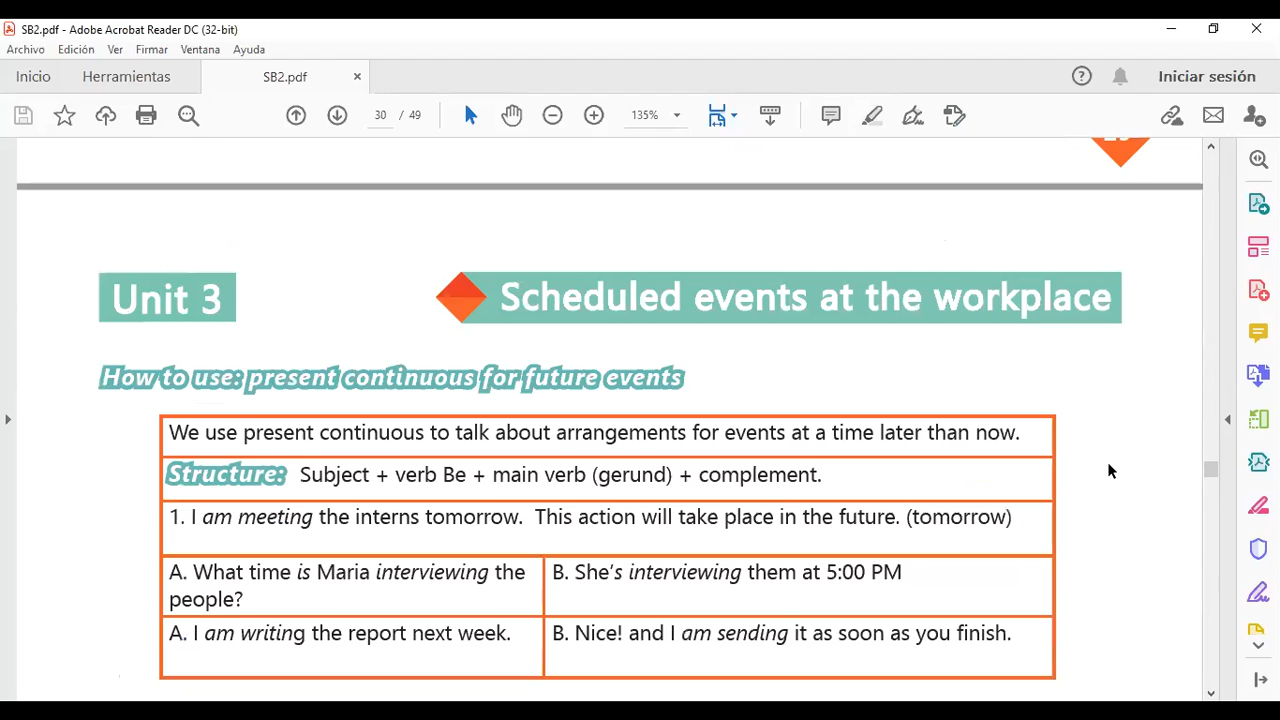 SB2.pdf - Adobe Acrobat Reader DC (32-bit)
Archivo Edición Ver Firmar Ventana Ayuda
Inicio Herramientas SB2.pdf Iniciar sesión
30 / 49 135%
Unit 3 Scheduled events at the workplace
How to use: present continuous for future events
We use present continuous to talk about arrangements for events at a time later than now.
Structure: Subject + verb Be + main verb (gerund) + complement.
1. I am meeting the interns tomorrow. This action will take place in the future. (tomorrow)
A. What time is Maria interviewing the
people?
B. She's interviewing them at 5:00 PM
A. I am writing the report next week.
B. Nice! and I am sending it as soon as you finish.